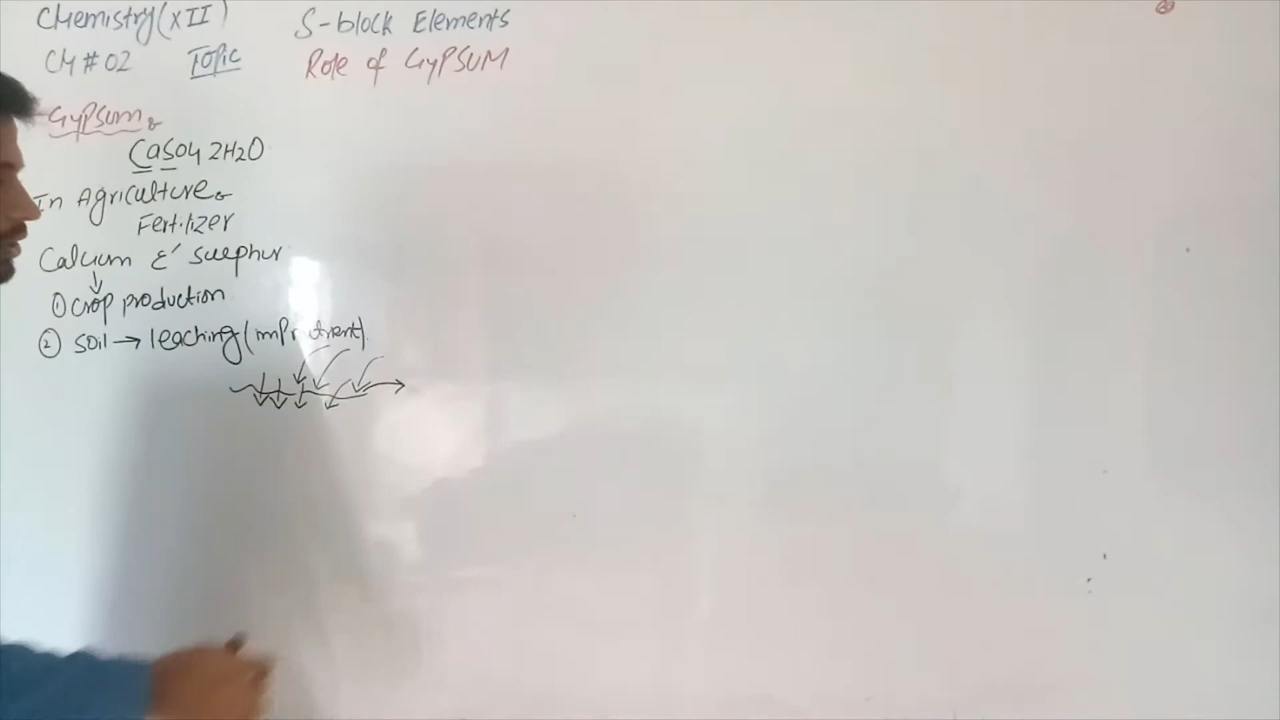 Chemistry(XII) S-block Elements
CH # 02 Topic Role of GYPSUM
Gypsum
CaSO4 2H2O
In Agriculture
Fertilizer
Calcium & sulphur
① crop production
② soil → leaching (